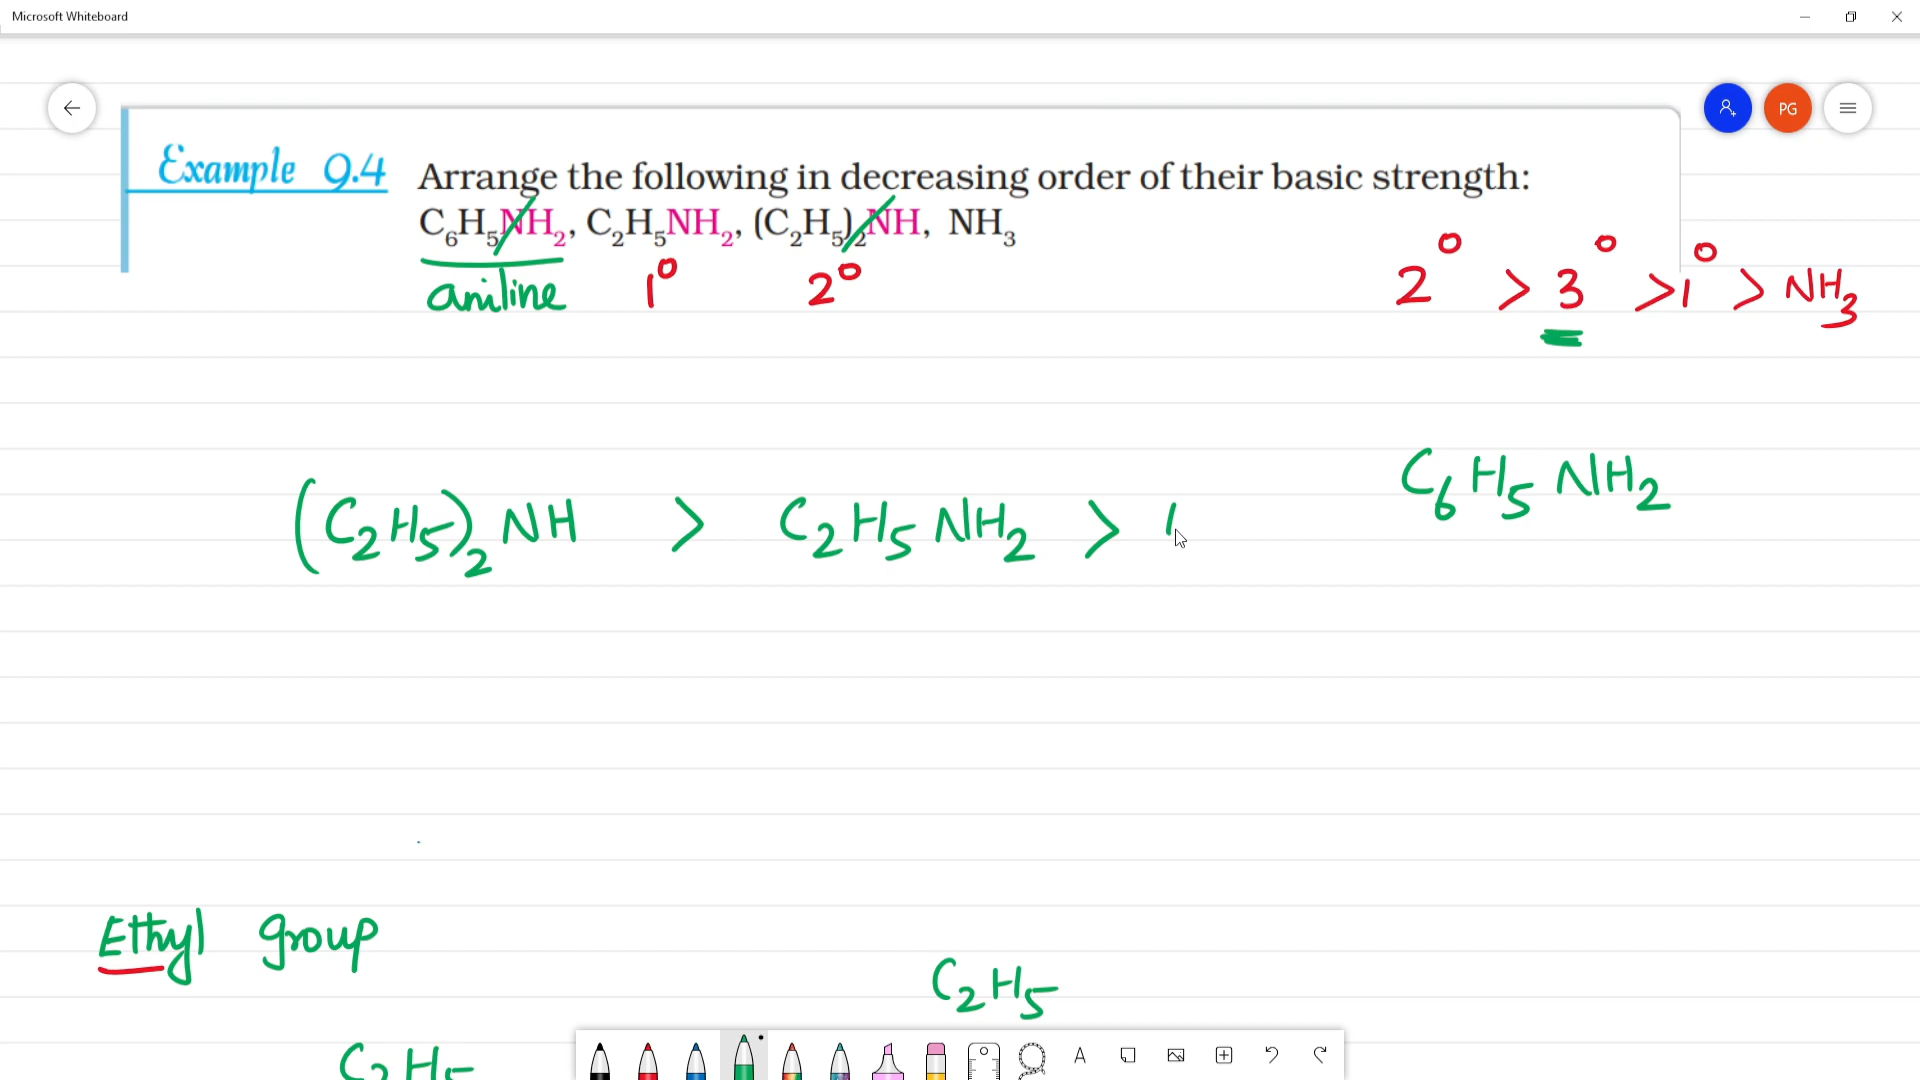 Microsoft Whiteboard
PG
Example 9.4 Arrange the following in decreasing order of their basic strength:
C₆H₅NH₂, C₂H₅NH₂, (C₂H₅)₂NH, NH₃
aniline 1° 2°
2° > 3° > 1° > NH₃
C₆H₅NH₂
(C₂H₅)₂NH > C₂H₅NH₂ >
Ethyl group
C₂H₅
C₂H₅
A